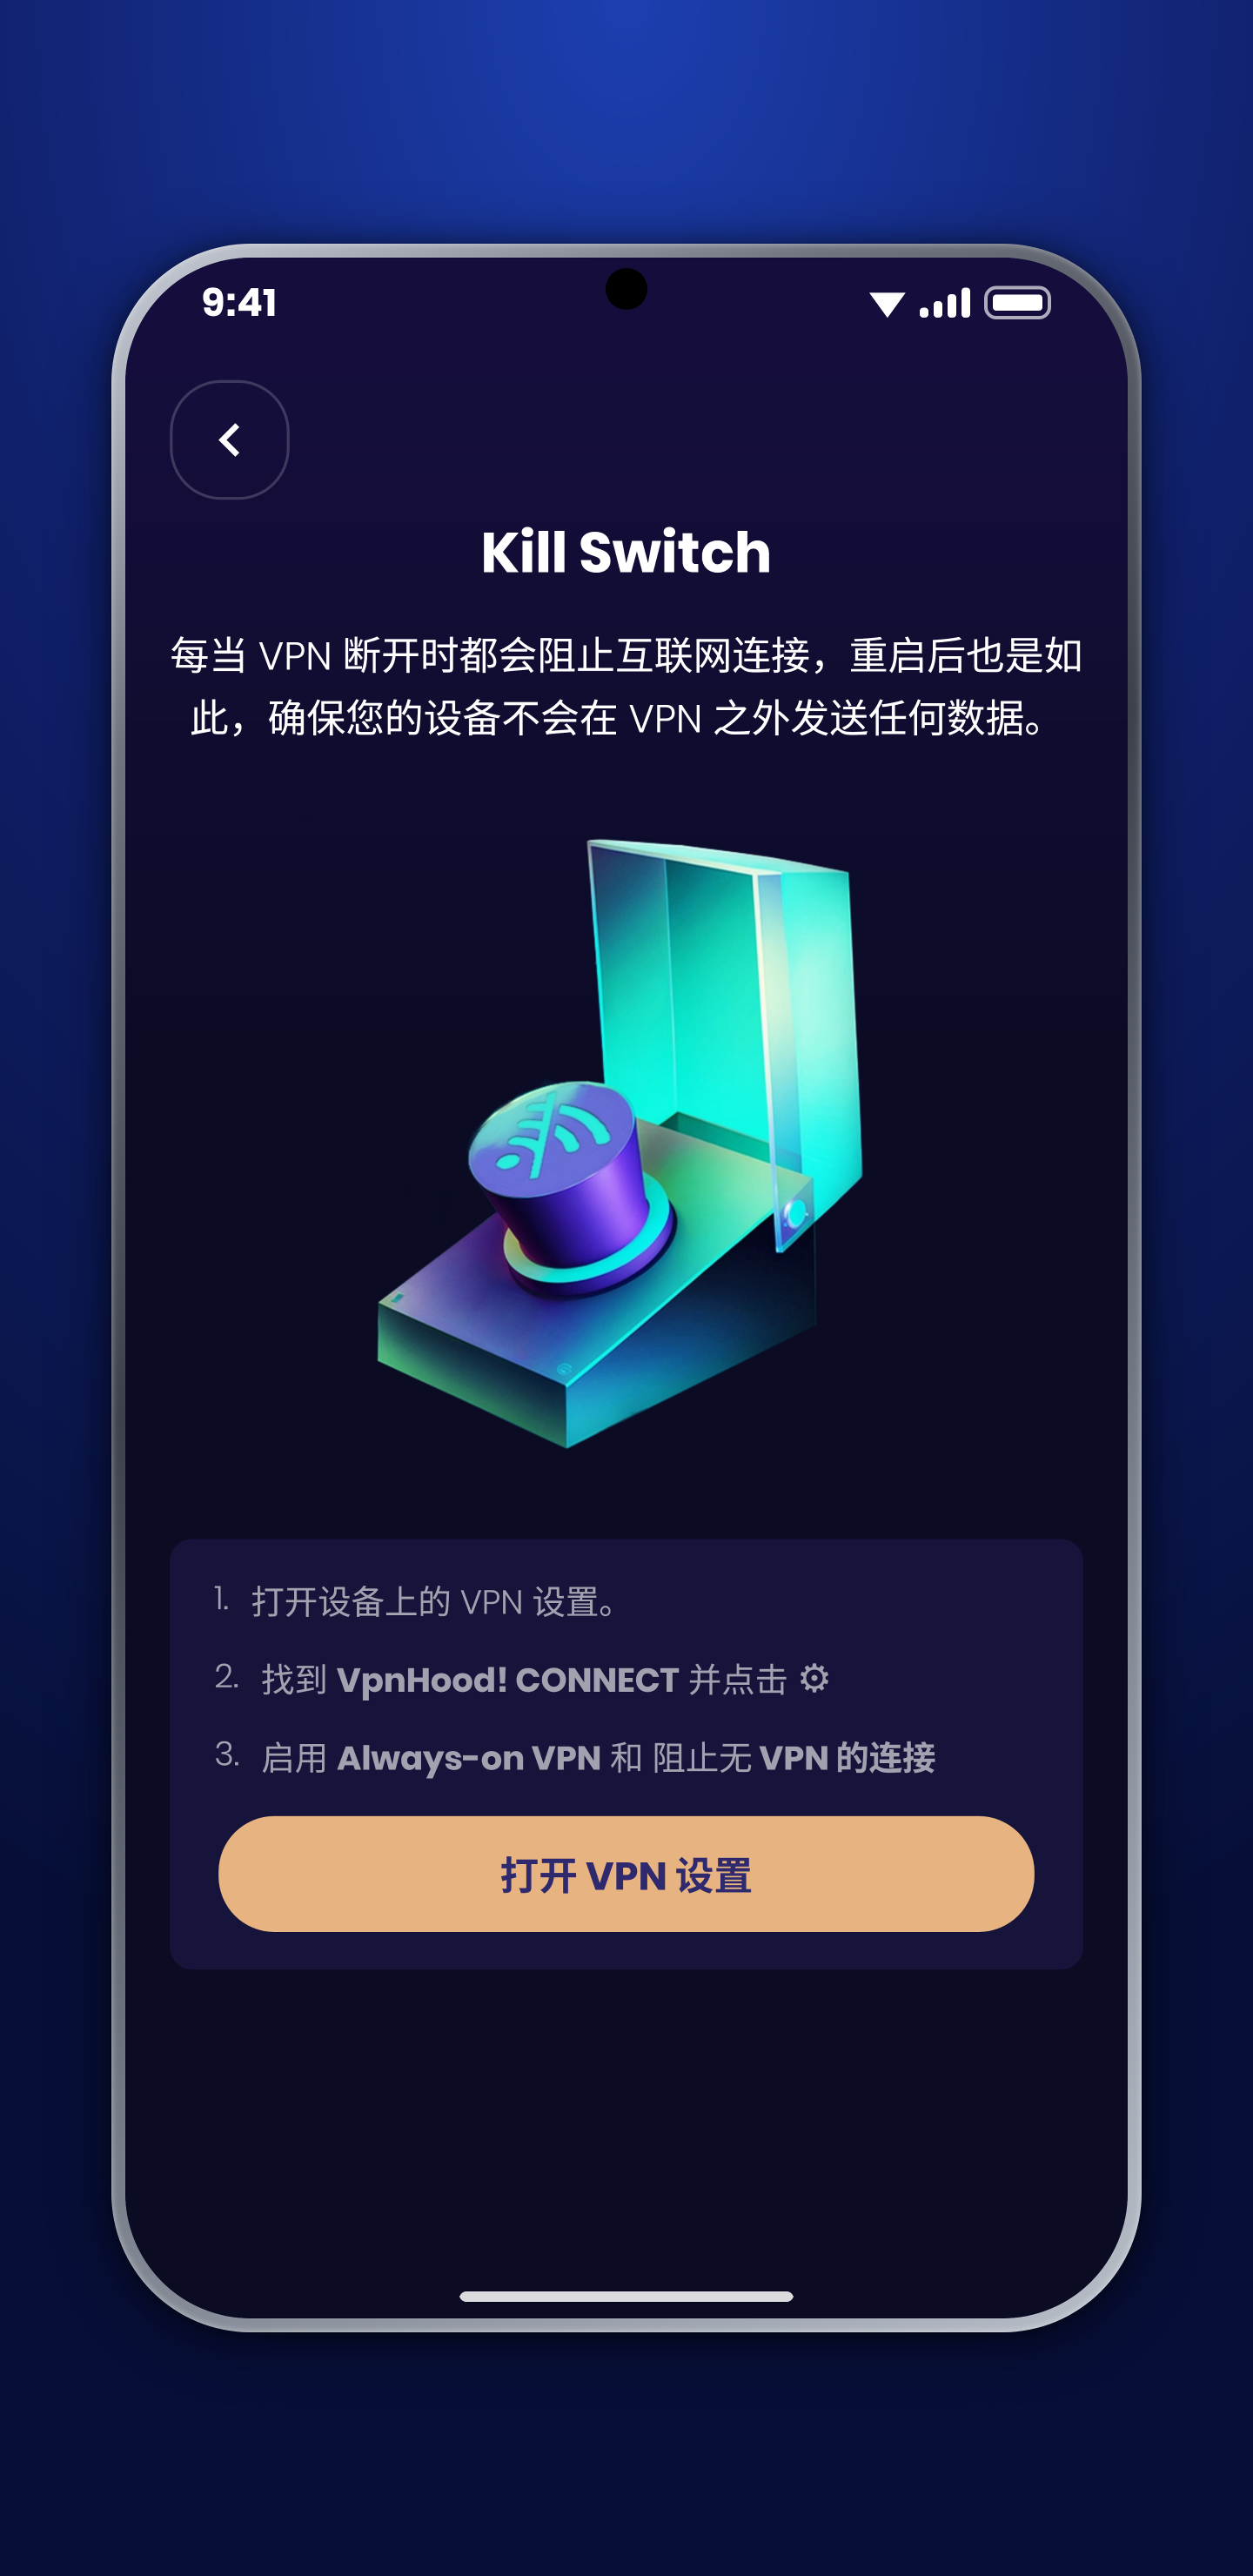 9:41
Kill Switch
每当 VPN 断开时都会阻止互联网连接，重启后也是如
此，确保您的设备不会在 VPN 之外发送任何数据。
1. 打开设备上的 VPN 设置。
2. 找到 VpnHood! CONNECT 并点击 ⚙
3. 启用 Always-on VPN 和 阻止无 VPN 的连接
打开 VPN 设置